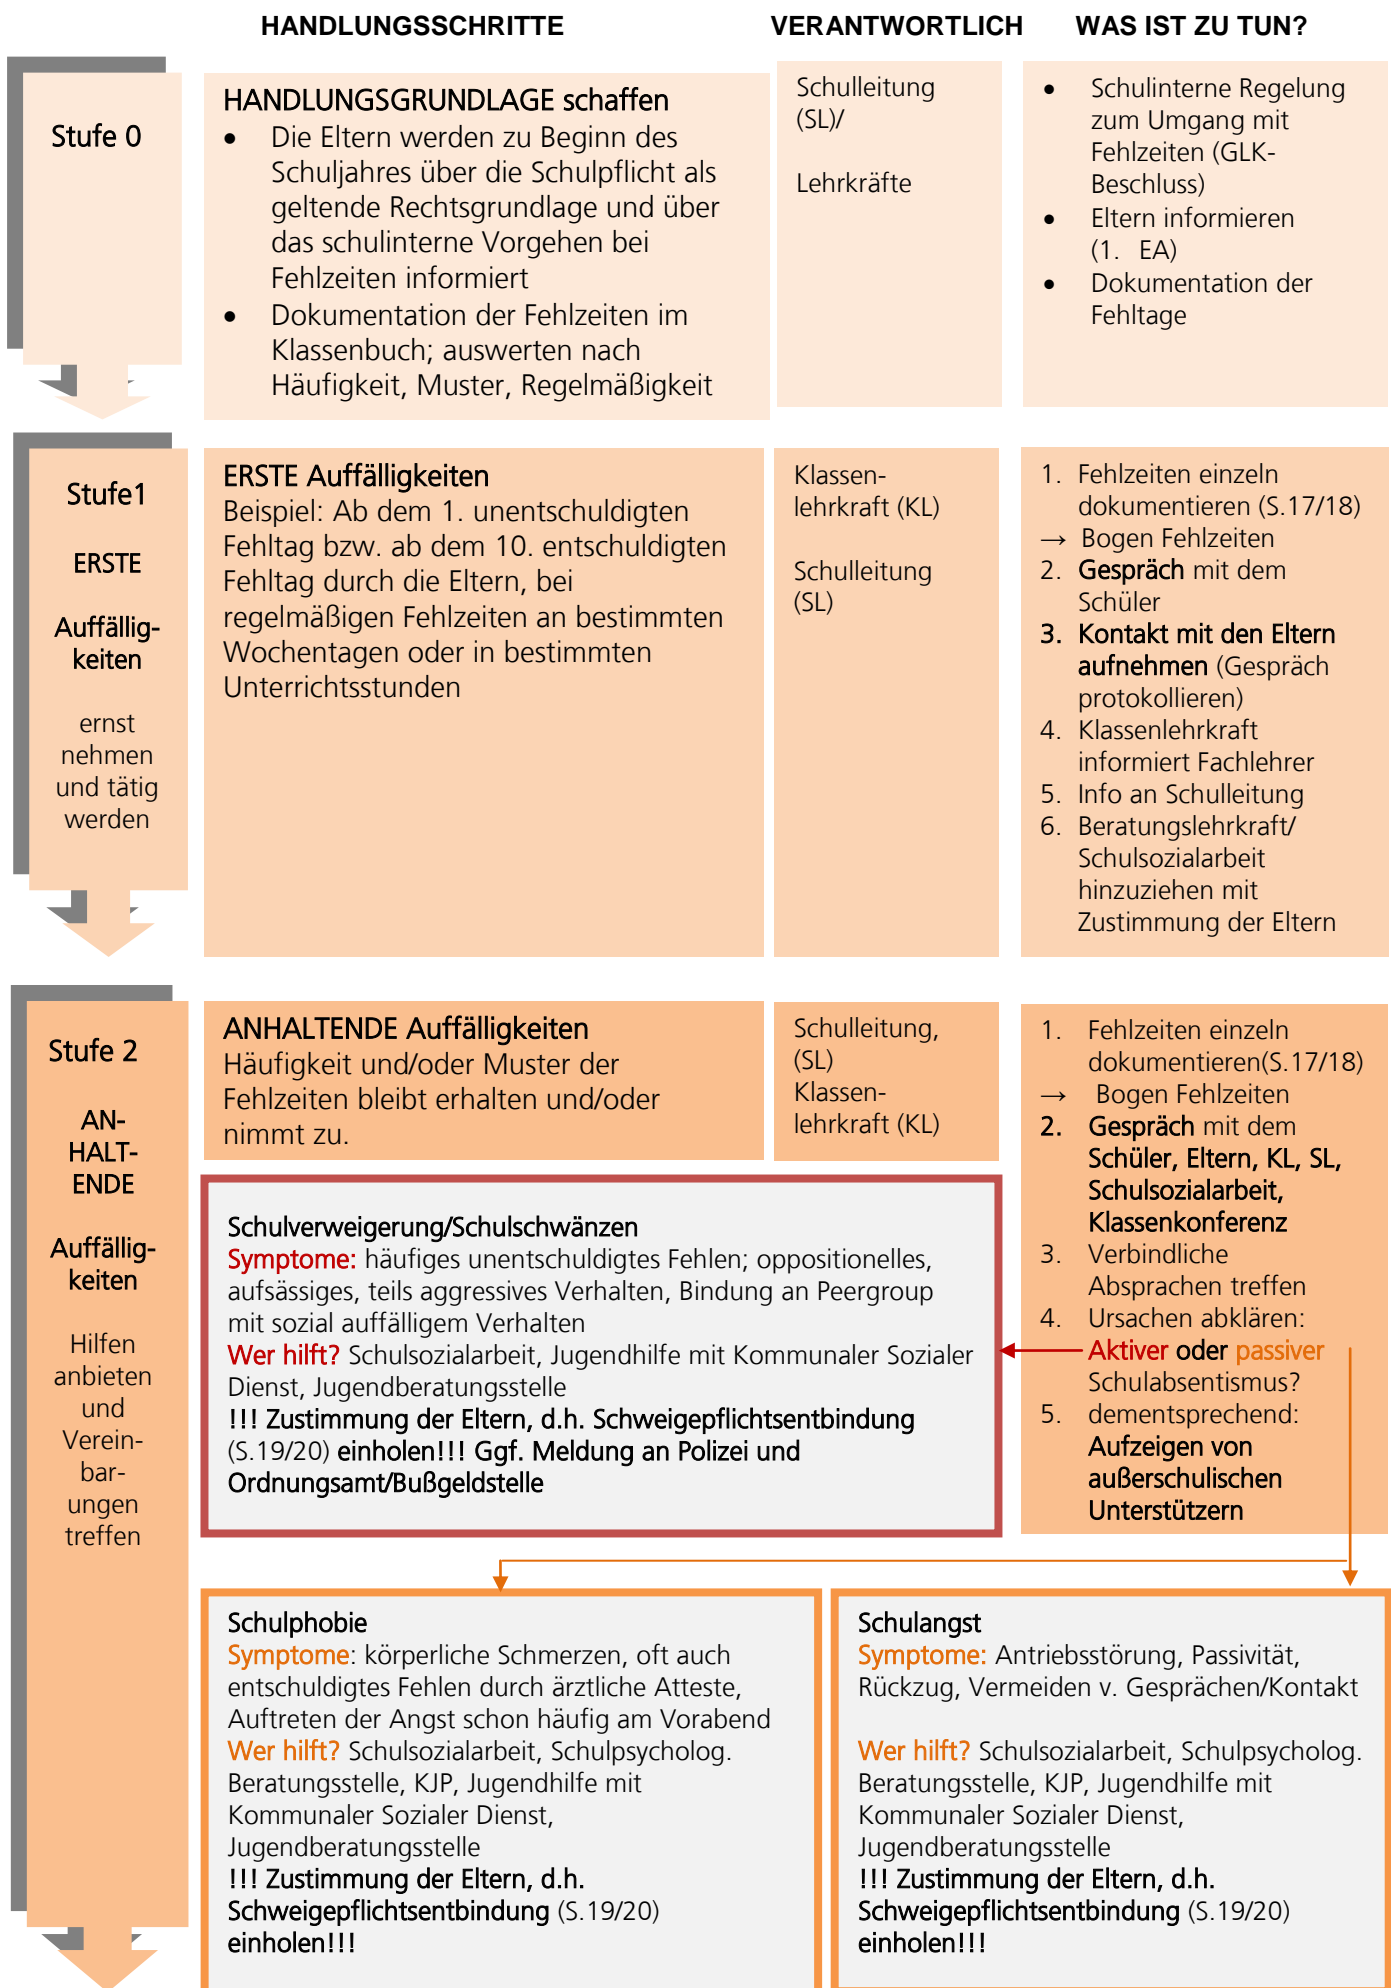 HANDLUNGSSCHRITTE VERANTWORTLICH WAS IST ZU TUN?
Stufe 0
HANDLUNGSGRUNDLAGE schaffen
• Die Eltern werden zu Beginn des
Schuljahres über die Schulpflicht als
geltende Rechtsgrundlage und über
das schulinterne Vorgehen bei
Fehlzeiten informiert
• Dokumentation der Fehlzeiten im
Klassenbuch; auswerten nach
Häufigkeit, Muster, Regelmäßigkeit
Schulleitung
(SL)/
Lehrkräfte
• Schulinterne Regelung
zum Umgang mit
Fehlzeiten (GLK-
Beschluss)
• Eltern informieren
(1. EA)
• Dokumentation der
Fehltage
Stufe1
ERSTE
Auffällig-
keiten
ernst
nehmen
und tätig
werden
ERSTE Auffälligkeiten
Beispiel: Ab dem 1. unentschuldigten
Fehltag bzw. ab dem 10. entschuldigten
Fehltag durch die Eltern, bei
regelmäßigen Fehlzeiten an bestimmten
Wochentagen oder in bestimmten
Unterrichtsstunden
Klassen-
lehrkraft (KL)
Schulleitung
(SL)
1. Fehlzeiten einzeln
dokumentieren (S.17/18)
→ Bogen Fehlzeiten
2. Gespräch mit dem
Schüler
3. Kontakt mit den Eltern
aufnehmen (Gespräch
protokollieren)
4. Klassenlehrkraft
informiert Fachlehrer
5. Info an Schulleitung
6. Beratungslehrkraft/
Schulsozialarbeit
hinzuziehen mit
Zustimmung der Eltern
Stufe 2
AN-
HALT-
ENDE
Auffällig-
keiten
Hilfen
anbieten
und
Verein-
bar-
ungen
treffen
ANHALTENDE Auffälligkeiten
Häufigkeit und/oder Muster der
Fehlzeiten bleibt erhalten und/oder
nimmt zu.
Schulleitung,
(SL)
Klassen-
lehrkraft (KL)
1. Fehlzeiten einzeln
dokumentieren(S.17/18)
→ Bogen Fehlzeiten
2. Gespräch mit dem
Schüler, Eltern, KL, SL,
Schulsozialarbeit,
Klassenkonferenz
3. Verbindliche
Absprachen treffen
4. Ursachen abklären:
Aktiver oder passiver
Schulabsentismus?
5. dementsprechend:
Aufzeigen von
außerschulischen
Unterstützern
Schulverweigerung/Schulschwänzen
Symptome: häufiges unentschuldigtes Fehlen; oppositionelles,
aufsässiges, teils aggressives Verhalten, Bindung an Peergroup
mit sozial auffälligem Verhalten
Wer hilft? Schulsozialarbeit, Jugendhilfe mit Kommunaler Sozialer
Dienst, Jugendberatungsstelle
!!! Zustimmung der Eltern, d.h. Schweigepflichtsentbindung
(S.19/20) einholen!!! Ggf. Meldung an Polizei und
Ordnungsamt/Bußgeldstelle
Schulphobie
Symptome: körperliche Schmerzen, oft auch
entschuldigtes Fehlen durch ärztliche Atteste,
Auftreten der Angst schon häufig am Vorabend
Wer hilft? Schulsozialarbeit, Schulpsycholog.
Beratungsstelle, KJP, Jugendhilfe mit
Kommunaler Sozialer Dienst,
Jugendberatungsstelle
!!! Zustimmung der Eltern, d.h.
Schweigepflichtsentbindung (S.19/20)
einholen!!!
Schulangst
Symptome: Antriebsstörung, Passivität,
Rückzug, Vermeiden v. Gesprächen/Kontakt
Wer hilft? Schulsozialarbeit, Schulpsycholog.
Beratungsstelle, KJP, Jugendhilfe mit
Kommunaler Sozialer Dienst,
Jugendberatungsstelle
!!! Zustimmung der Eltern, d.h.
Schweigepflichtsentbindung (S.19/20)
einholen!!!